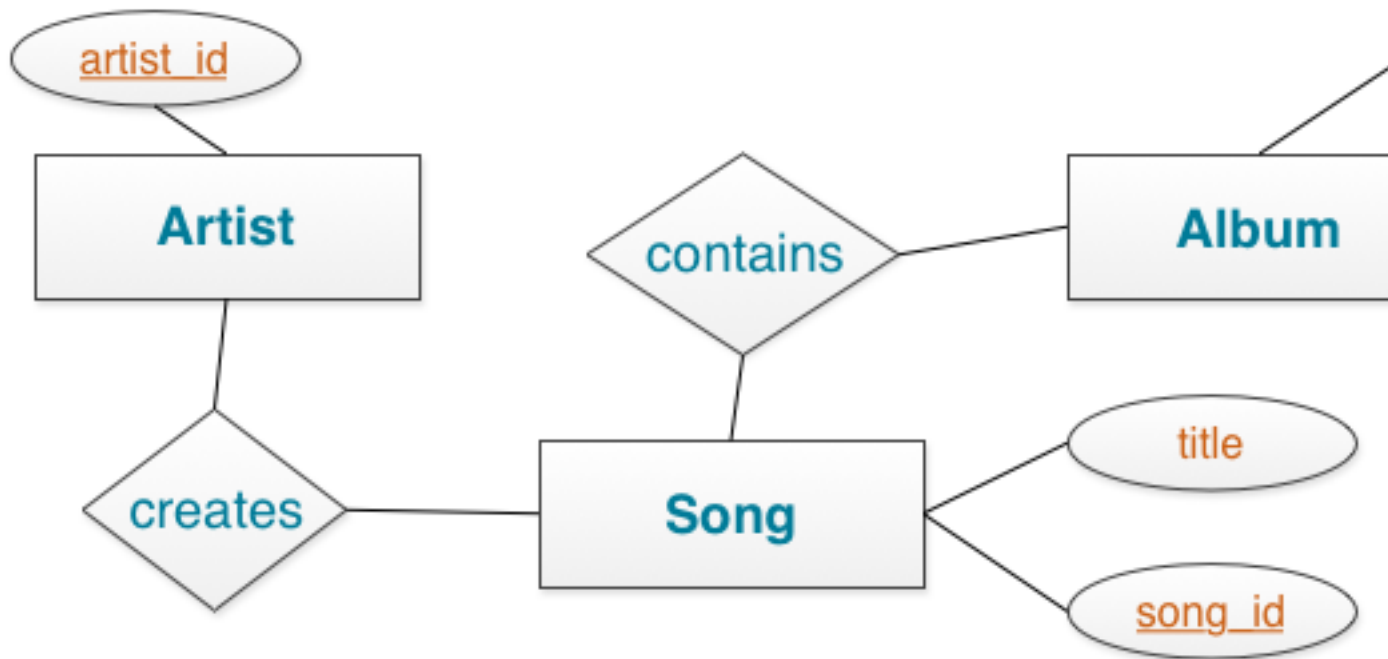 artist_id
Artist
contains
Album
title
creates
Song
song_id